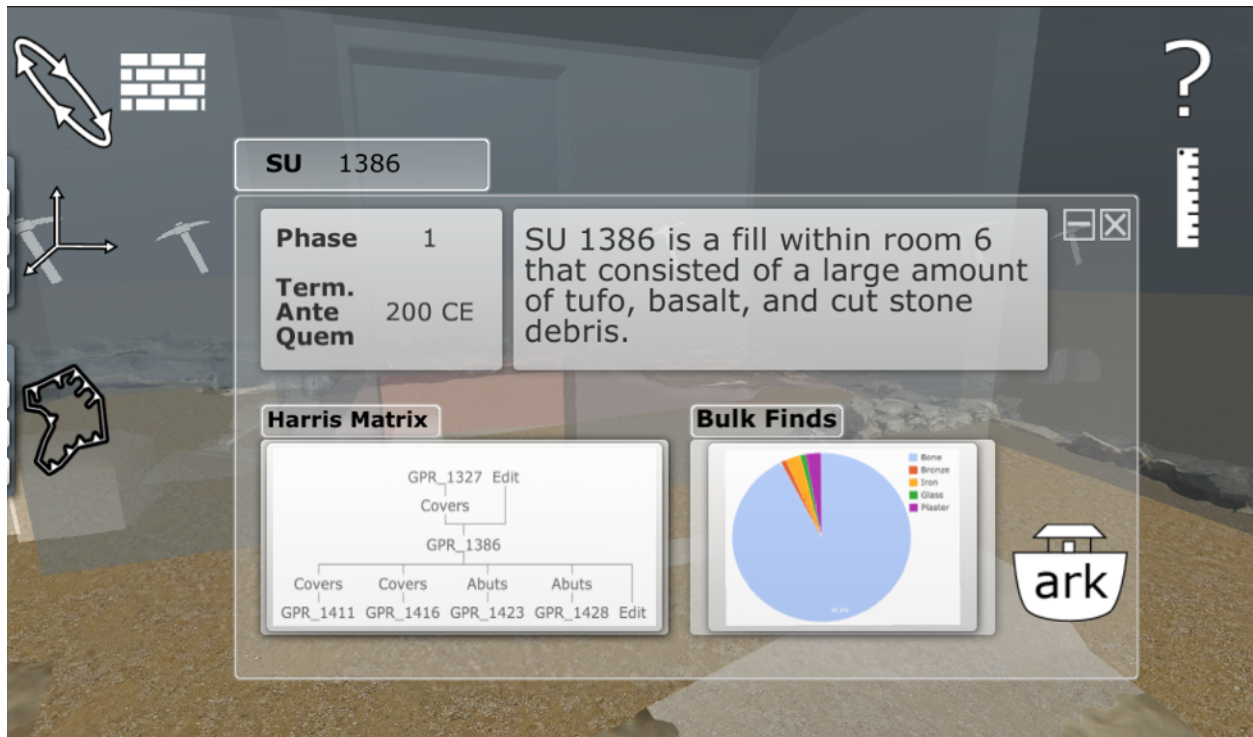 ?
SU 1386
Phase 1
Term.
Ante 200 CE
Quem
SU 1386 is a fill within room 6
that consisted of a large amount
of tufo, basalt, and cut stone
debris.
Harris Matrix
GPR_1327 Edit
Covers
GPR_1386
Covers Covers Abuts Abuts
GPR_1411 GPR_1416 GPR_1423 GPR_1428 Edit
Bulk Finds
Bone
Bronze
Iron
Glass
Plaster
ark